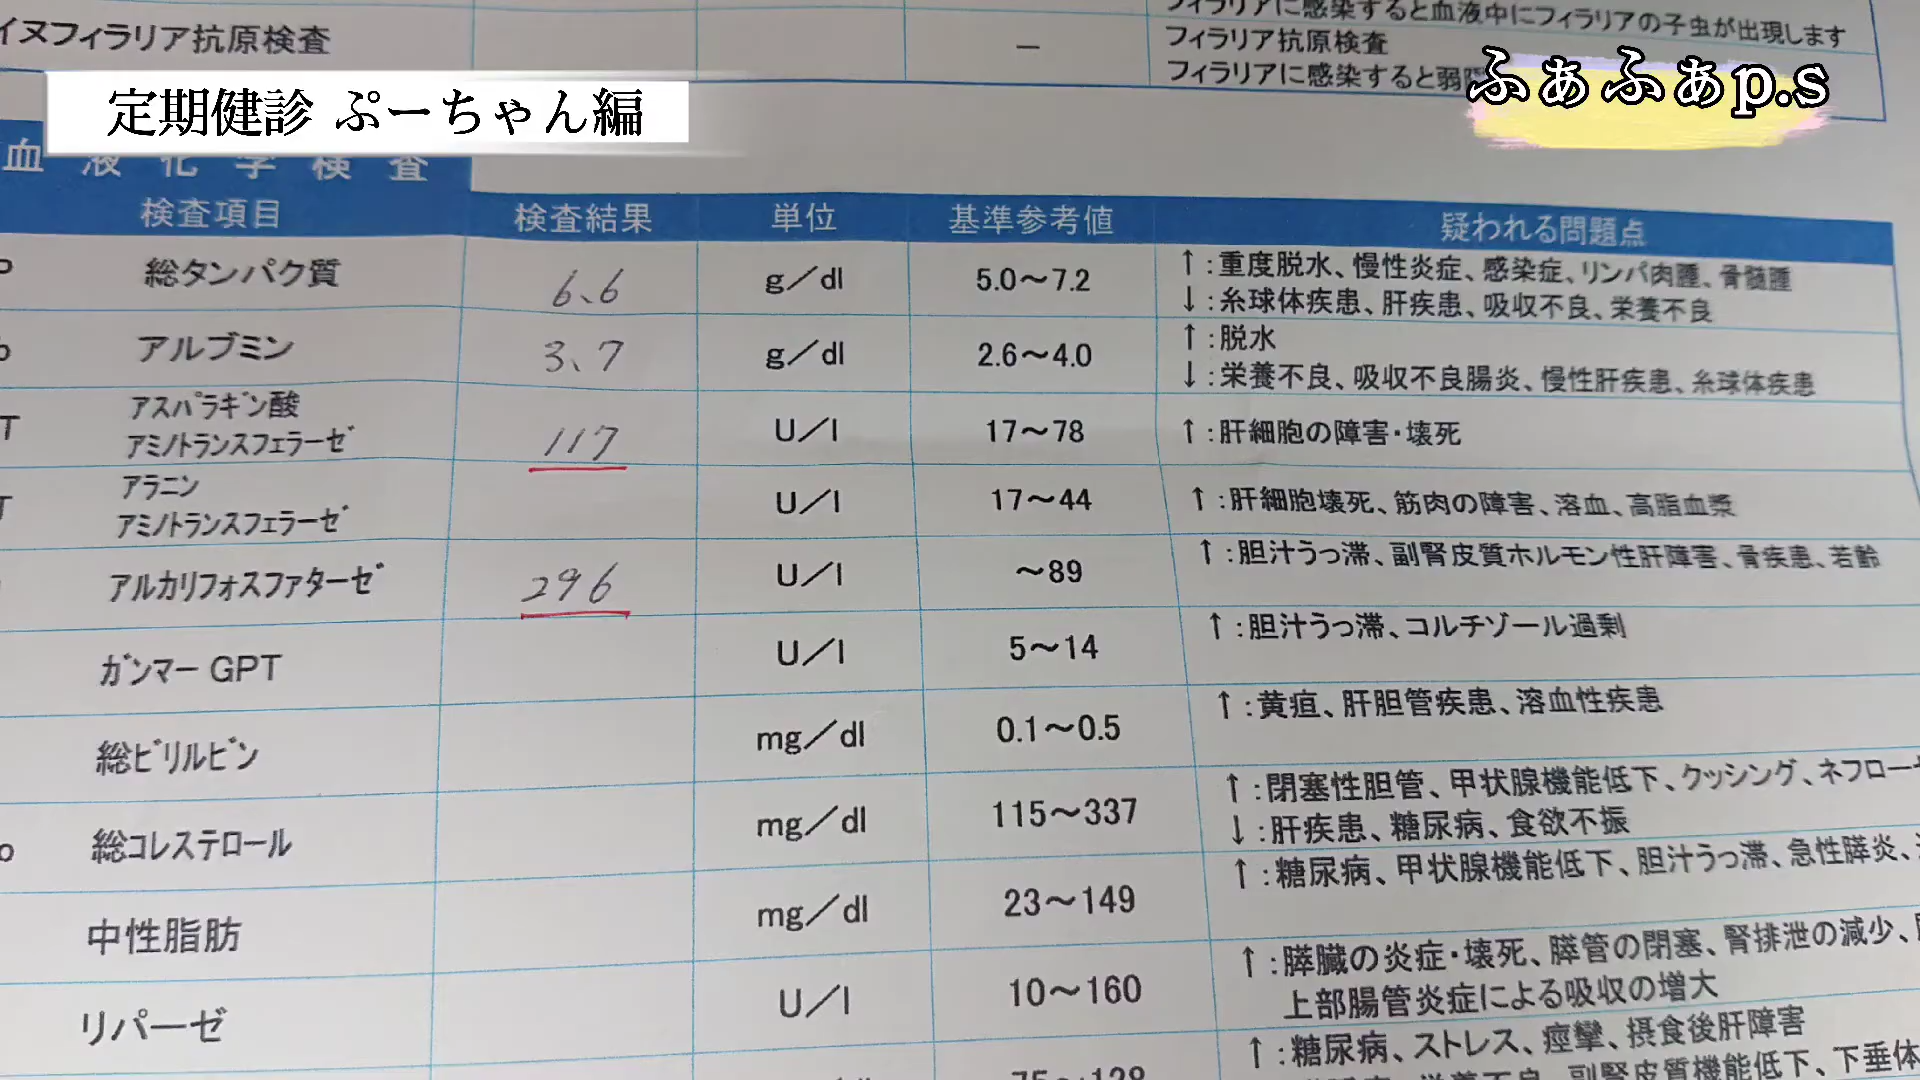 フィラリアに感染すると血液中にフィラリアの子虫が出現します
イヌフィラリア抗原検査 － フィラリア抗原検査
フィラリアに感染すると弱
ふぁふぁp.s
定期健診 ぷーちゃん編
血液化学検査
検査項目 検査結果 単位 基準参考値 疑われる問題点
P 総タンパク質 6.6 g／dl 5.0〜7.2 ↑：重度脱水、慢性炎症、感染症、リンパ肉腫、骨髄腫
↓：糸球体疾患、肝疾患、吸収不良、栄養不良
アルブミン 3.7 g／dl 2.6〜4.0 ↑：脱水
↓：栄養不良、吸収不良腸炎、慢性肝疾患、糸球体疾患
T アスパラギン酸
アミノトランスフェラーゼ 117 U／l 17〜78 ↑：肝細胞の障害・壊死
T アラニン
アミノトランスフェラーゼ U／l 17〜44 ↑：肝細胞壊死、筋肉の障害、溶血、高脂血漿
アルカリフォスファターゼ 296 U／l 〜89 ↑：胆汁うっ滞、副腎皮質ホルモン性肝障害、骨疾患、若齢
ガンマーGPT U／l 5〜14 ↑：胆汁うっ滞、コルチゾール過剰
総ビリルビン mg／dl 0.1〜0.5 ↑：黄疸、肝胆管疾患、溶血性疾患
o 総コレステロール mg／dl 115〜337 ↑：閉塞性胆管、甲状腺機能低下、クッシング、ネフロー
↓：肝疾患、糖尿病、食欲不振
中性脂肪 mg／dl 23〜149 ↑：糖尿病、甲状腺機能低下、胆汁うっ滞、急性膵炎、
リパーゼ U／l 10〜160 ↑：膵臓の炎症・壊死、膵管の閉塞、腎排泄の減少、
上部腸管炎症による吸収の増大
75〜128 ↑：糖尿病、ストレス、痙攣、摂食後肝障害
栄養不良、副腎皮質機能低下、下垂体